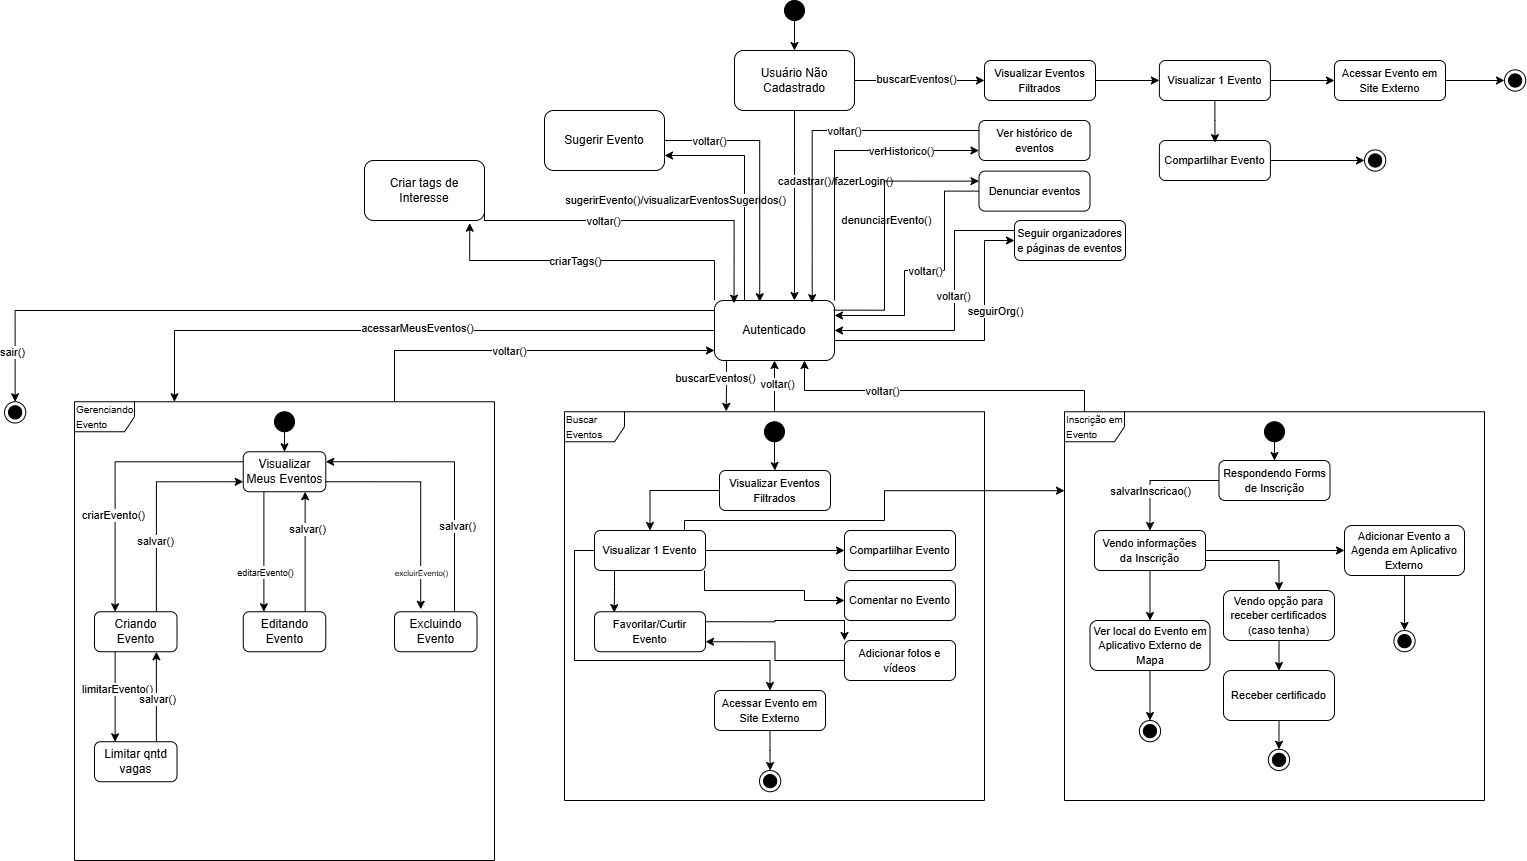 Usuário Não
Cadastrado
buscarEventos()
Visualizar Eventos
Filtrados
Visualizar 1 Evento
Acessar Evento em
Site Externo
Compartilhar Evento
Sugerir Evento
voltar()
voltar()
Ver histórico de
eventos
verHistorico()
Criar tags de
Interesse
cadastrar()/fazerLogin()
Denunciar eventos
sugerirEvento()/visualizarEventosSugeridos()
voltar()
denunciarEvento()
Seguir organizadores
e páginas de eventos
criarTags()
voltar()
voltar()
seguirOrg()
Autenticado
acessarMeusEventos()
sair()
voltar()
buscarEventos()
voltar()
voltar()
Gerenciando
Evento
Visualizar
Meus Eventos
criarEvento()
salvar()
salvar()
salvar()
editarEvento()
excluirEvento()
Criando
Evento
Editando
Evento
Excluindo
Evento
limitarEvento()
salvar()
Limitar qntd
vagas
Buscar
Eventos
Visualizar Eventos
Filtrados
Visualizar 1 Evento
Compartilhar Evento
Comentar no Evento
Favoritar/Curtir
Evento
Adicionar fotos e
vídeos
Acessar Evento em
Site Externo
Inscrição em
Evento
Respondendo Forms
de Inscrição
salvarInscricao()
Vendo informações
da Inscrição
Adicionar Evento a
Agenda em Aplicativo
Externo
Vendo opção para
receber certificados
(caso tenha)
Ver local do Evento em
Aplicativo Externo de
Mapa
Receber certificado